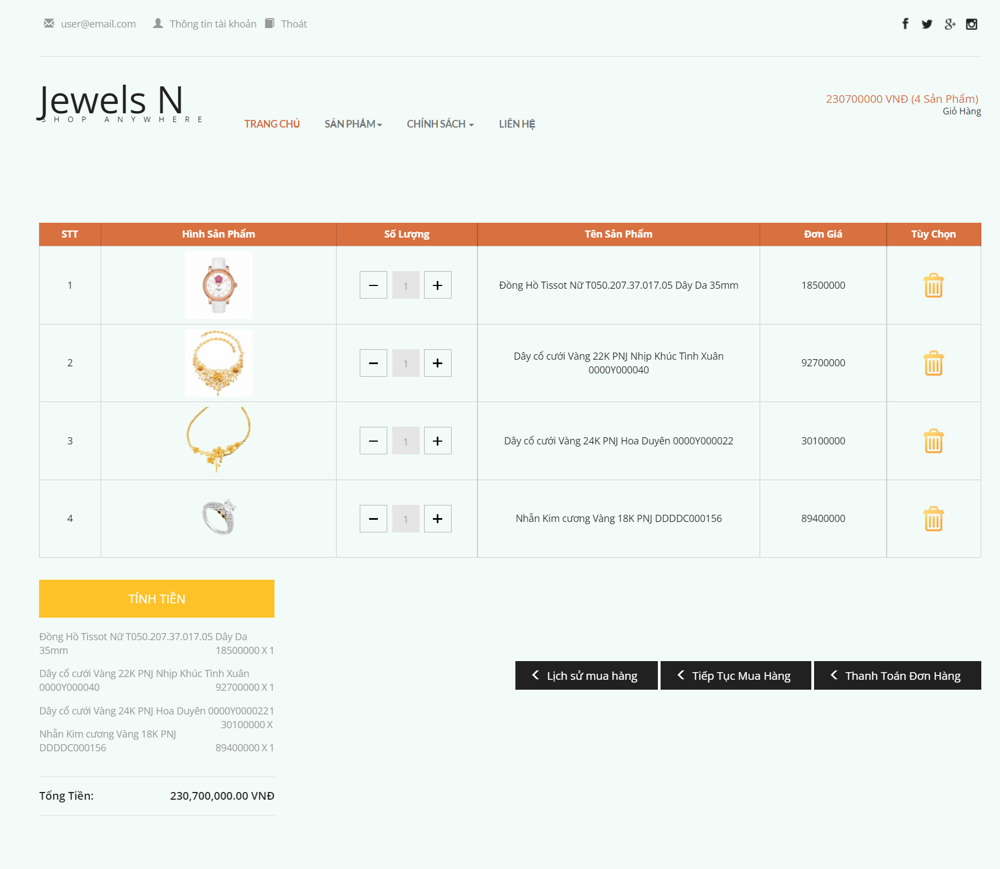 user@email.com Thông tin tài khoản Thoát
Jewels N
SHOP ANYWHERE
TRANG CHỦ SẢN PHẨM CHÍNH SÁCH LIÊN HỆ
230700000 VNĐ (4 Sản Phẩm)
Giỏ Hàng
STT Hình Sản Phẩm Số Lượng Tên Sản Phẩm Đơn Giá Tùy Chọn
1 1 Đồng Hồ Tissot Nữ T050.207.37.017.05 Dây Da 35mm 18500000
2 1 Dây cổ cưới Vàng 22K PNJ Nhịp Khúc Tình Xuân
0000Y000040 92700000
3 1 Dây cổ cưới Vàng 24K PNJ Hoa Duyên 0000Y000022 30100000
4 1 Nhẫn Kim cương Vàng 18K PNJ DDDDC000156 89400000
TÍNH TIỀN
Đồng Hồ Tissot Nữ T050.207.37.017.05 Dây Da
35mm 18500000 X 1
Dây cổ cưới Vàng 22K PNJ Nhịp Khúc Tình Xuân
0000Y000040 92700000 X 1
Dây cổ cưới Vàng 24K PNJ Hoa Duyên 0000Y0000221
30100000 X
Nhẫn Kim cương Vàng 18K PNJ
DDDDC000156 89400000 X 1
Tổng Tiền: 230,700,000.00 VNĐ
Lịch sử mua hàng Tiếp Tục Mua Hàng Thanh Toán Đơn Hàng